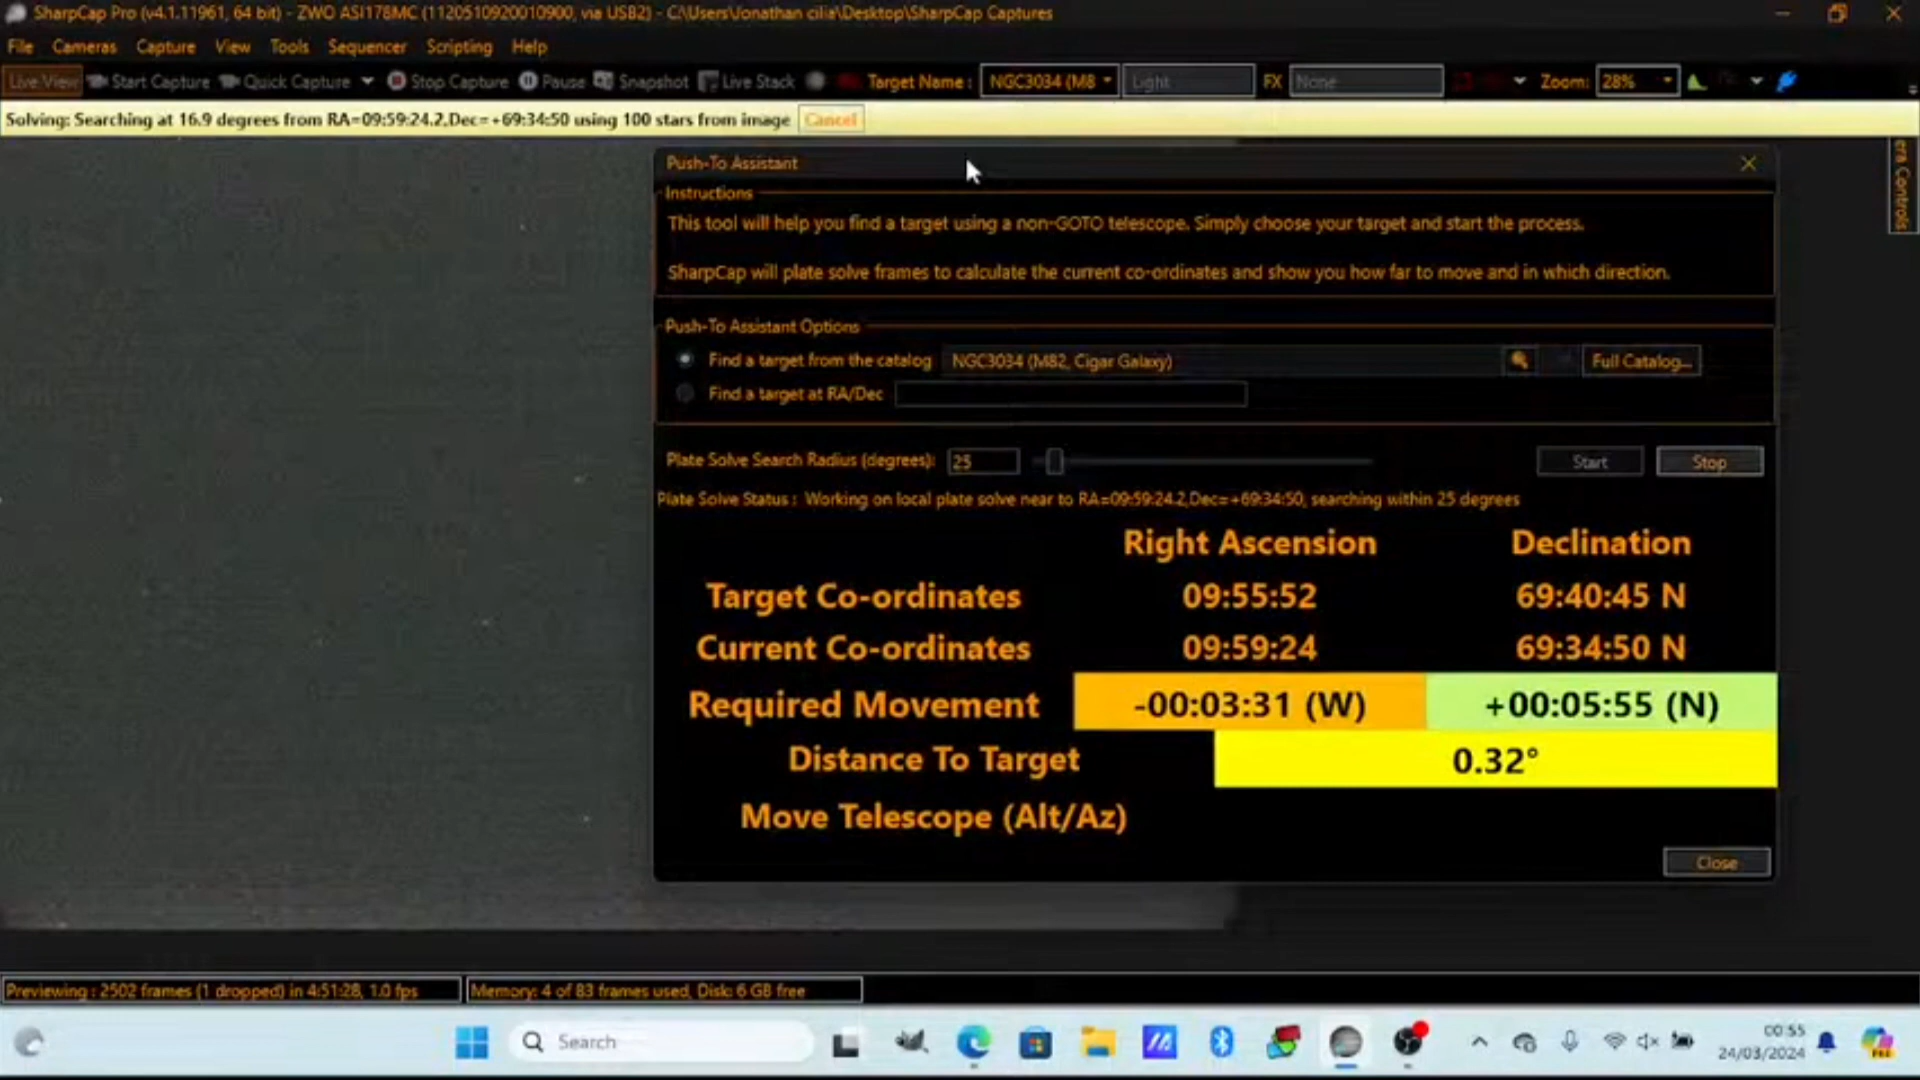 SharpCap Pro (v4.1.11961, 64 bit) - ZWO ASI178MC (1120510920010900, via USB2) - C:\Users\Jonathan cilia\Desktop\SharpCap Captures
File Cameras Capture View Tools Sequencer Scripting Help
Live View Start Capture Quick Capture Stop Capture Pause Snapshot Live Stack Target Name : NGC3034 (M8 Light FX None Zoom: 28%
Solving: Searching at 16.9 degrees from RA=09:59:24.2,Dec=+69:34:50 using 100 stars from image Cancel
era Controls
Push-To Assistant
Instructions
This tool will help you find a target using a non-GOTO telescope. Simply choose your target and start the process.
SharpCap will plate solve frames to calculate the current co-ordinates and show you how far to move and in which direction.
Push-To Assistant Options
Find a target from the catalog NGC3034 (M82, Cigar Galaxy) Full Catalog...
Find a target at RA/Dec
Plate Solve Search Radius (degrees): 25 Start Stop
Plate Solve Status : Working on local plate solve near to RA=09:59:24.2,Dec=+69:34:50, searching within 25 degrees
Right Ascension Declination
Target Co-ordinates 09:55:52 69:40:45 N
Current Co-ordinates 09:59:24 69:34:50 N
Required Movement -00:03:31 (W) +00:05:55 (N)
Distance To Target 0.32°
Move Telescope (Alt/Az)
Close
Previewing : 2502 frames (1 dropped) in 4:51:28, 1.0 fps Memory: 4 of 83 frames used, Disk: 6 GB free
Search
00:55
24/03/2024